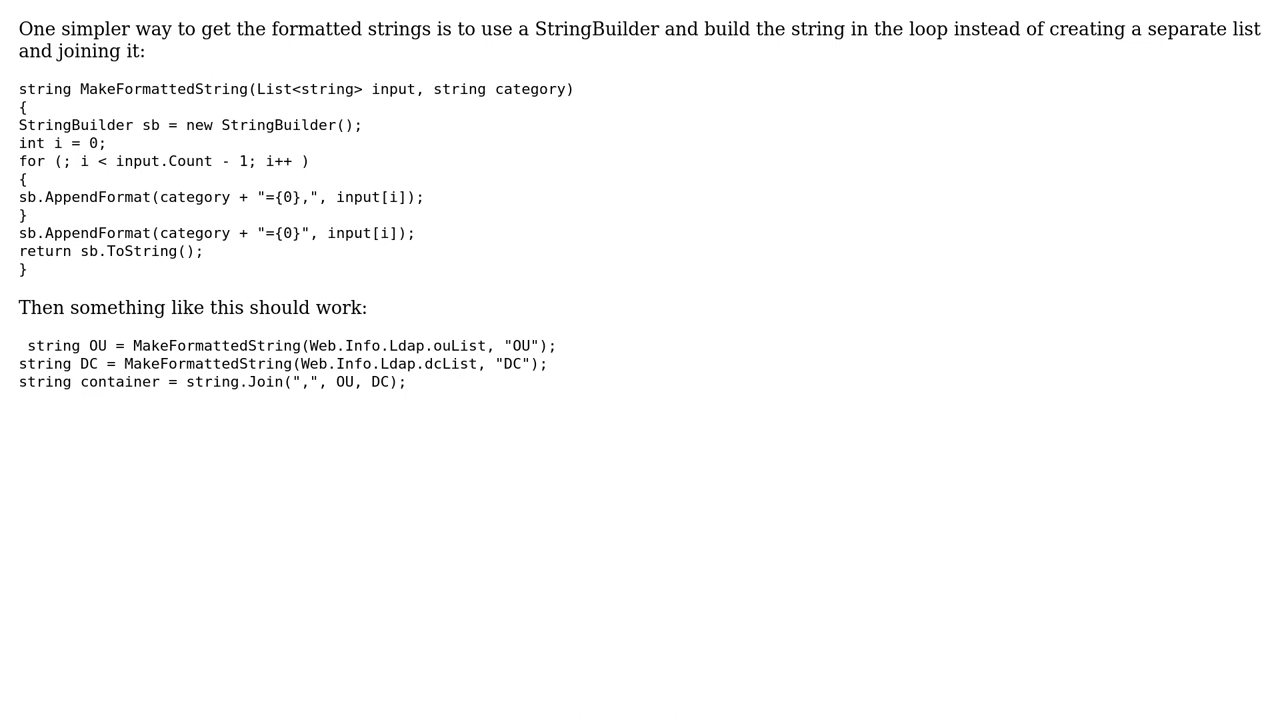 One simpler way to get the formatted strings is to use a StringBuilder and build the string in the loop instead of creating a separate list
and joining it:
string MakeFormattedString(List<string> input, string category)
{
StringBuilder sb = new StringBuilder();
int i = 0;
for (; i < input.Count - 1; i++ )
{
sb.AppendFormat(category + "={0},", input[i]);
}
sb.AppendFormat(category + "={0}", input[i]);
return sb.ToString();
}
Then something like this should work:
 string OU = MakeFormattedString(Web.Info.Ldap.ouList, "OU");
string DC = MakeFormattedString(Web.Info.Ldap.dcList, "DC");
string container = string.Join(",", OU, DC);